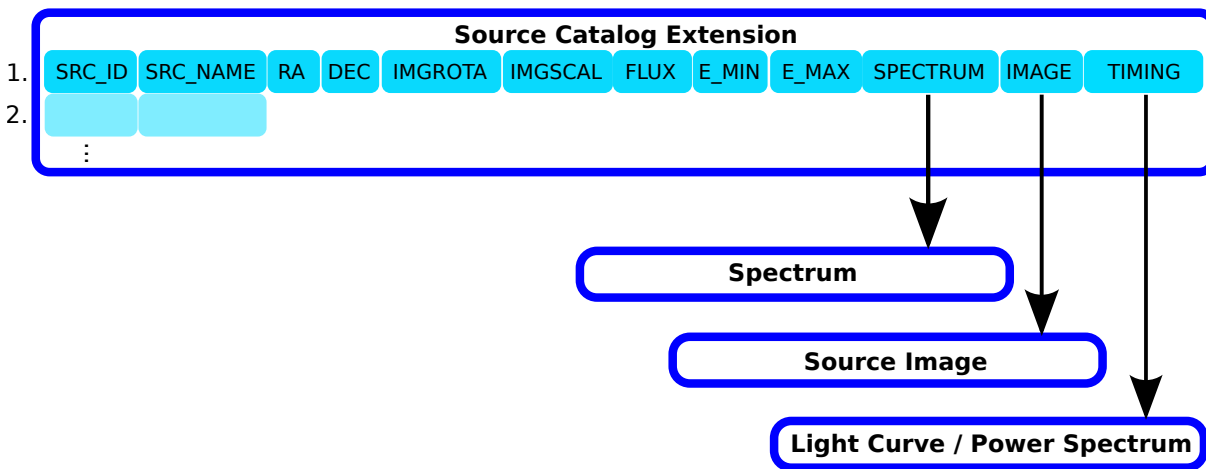 Source Catalog Extension
1. SRC_ID SRC_NAME RA DEC IMGROTA IMGSCAL FLUX E_MIN E_MAX SPECTRUM IMAGE TIMING
2.
...
Spectrum
Source Image
Light Curve / Power Spectrum